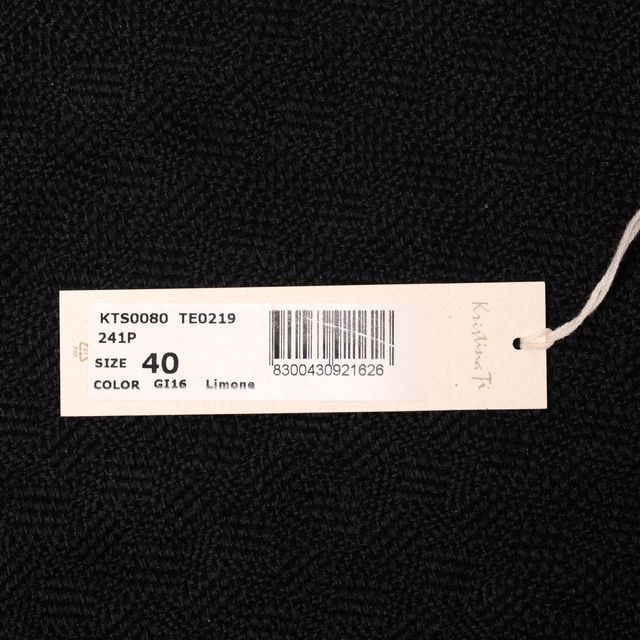 KTS0080 TE0219
241P
SIZE 40
COLOR GI16 Limone
8300430921626
Kristina Ti